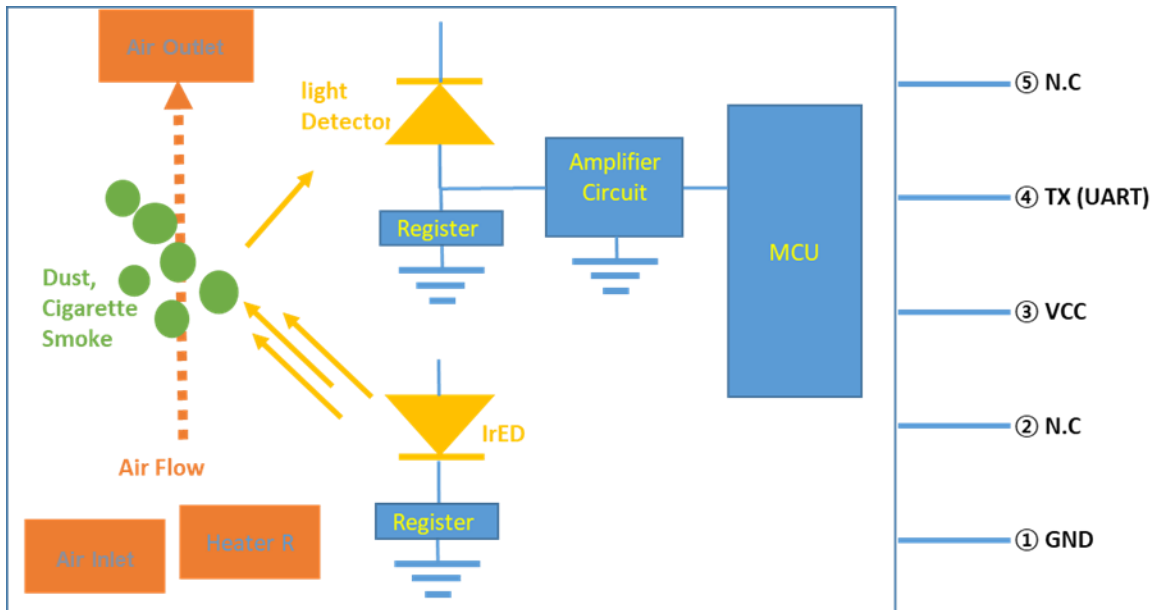 Air Outlet
light
Detector
Amplifier
Circuit
Register
MCU
Dust,
Cigarette
Smoke
IrED
Air Flow
Register
Air Inlet
Heater R
⑤ N.C
④ TX (UART)
③ VCC
② N.C
① GND